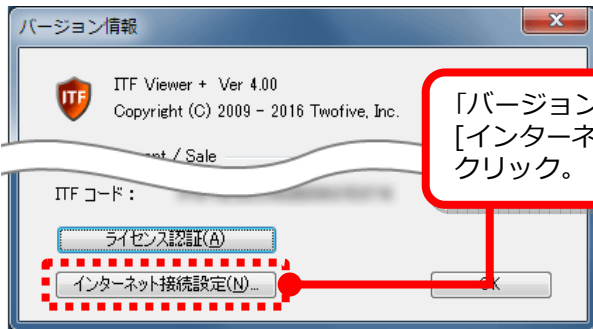 バージョン情報
ITF
ITF Viewer + Ver 4.00
Copyright (C) 2009 - 2016 Twofive, Inc.
「バージョン
[インターネ
クリック。
/ Sale
ITF コード：
ライセンス認証(A)
インターネット接続設定(N)...
OK